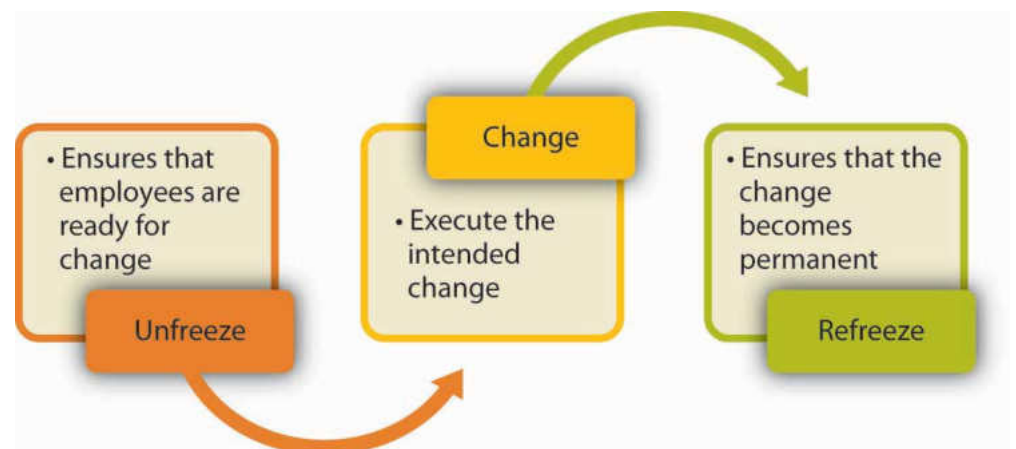 • Ensures that
employees are
ready for
change
Unfreeze
Change
• Execute the
intended
change
• Ensures that the
change
becomes
permanent
Refreeze